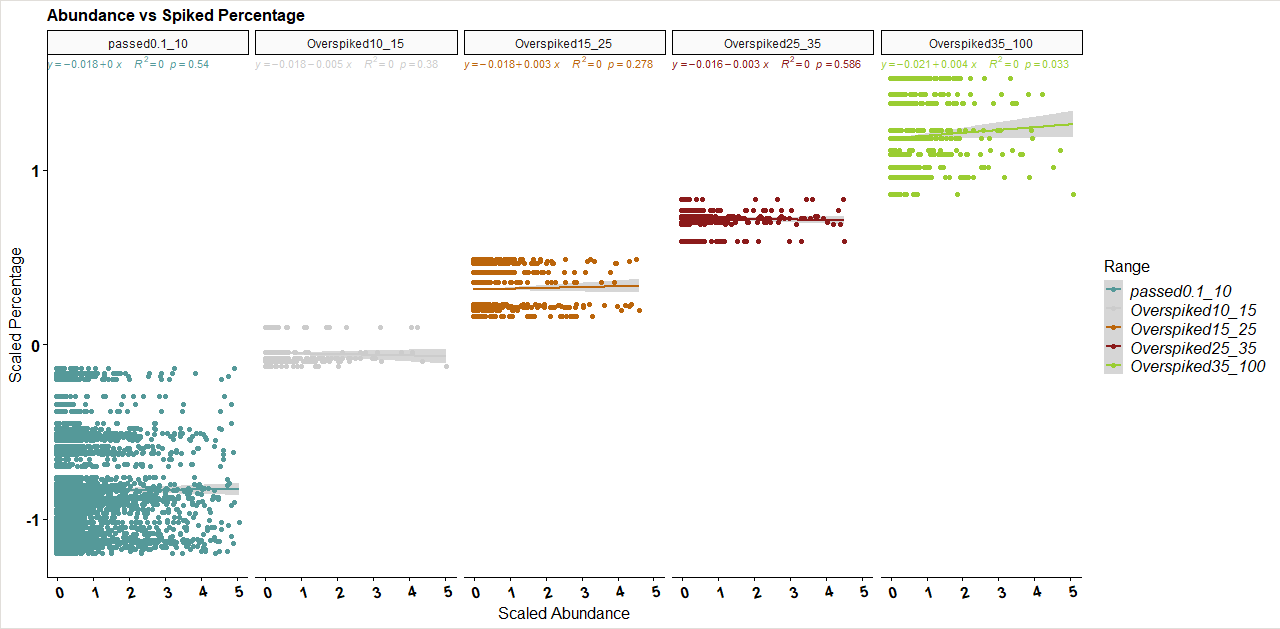 Abundance vs Spiked Percentage
passed0.1_10
Overspiked10_15
Overspiked15_25
Overspiked25_35
Overspiked35_100
y = −0.018 + 0 x R² = 0 p = 0.54
y = −0.018 − 0.005 x R² = 0 p = 0.38
y = −0.018 + 0.003 x R² = 0 p = 0.278
y = −0.016 − 0.003 x R² = 0 p = 0.586
y = −0.021 + 0.004 x R² = 0 p = 0.033
Scaled Percentage
1
0
-1
0 1 2 3 4 5
0 1 2 3 4 5
0 1 2 3 4 5
0 1 2 3 4 5
0 1 2 3 4 5
Scaled Abundance
Range
passed0.1_10
Overspiked10_15
Overspiked15_25
Overspiked25_35
Overspiked35_100